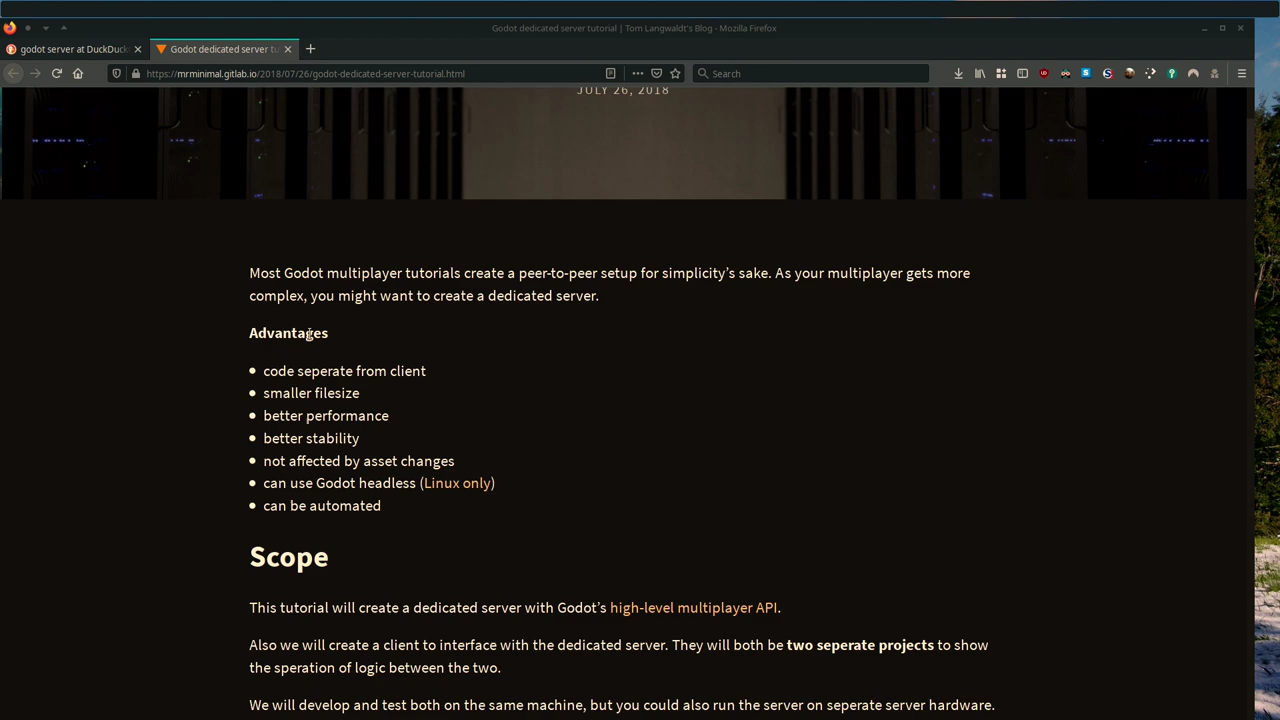 Godot dedicated server tutorial | Tom Langwaldt's Blog - Mozilla Firefox
godot server at DuckDuck
Godot dedicated server tu
https://mrminimal.gitlab.io/2018/07/26/godot-dedicated-server-tutorial.html
Search
JULY 26, 2018
Most Godot multiplayer tutorials create a peer-to-peer setup for simplicity's sake. As your multiplayer gets more
complex, you might want to create a dedicated server.
Advantages
code seperate from client
smaller filesize
better performance
better stability
not affected by asset changes
can use Godot headless (Linux only)
can be automated
Scope
This tutorial will create a dedicated server with Godot's high-level multiplayer API.
Also we will create a client to interface with the dedicated server. They will both be two seperate projects to show
the speration of logic between the two.
We will develop and test both on the same machine, but you could also run the server on seperate server hardware.